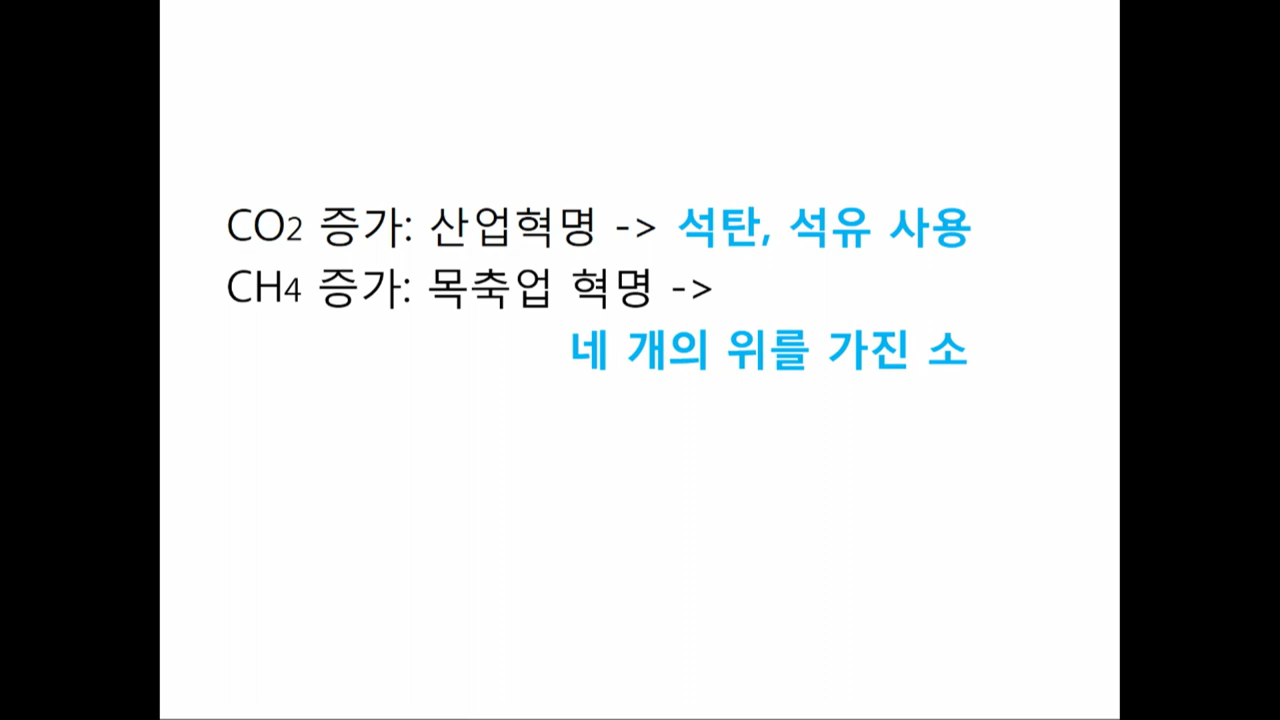 CO2 증가: 산업혁명 -> 석탄, 석유 사용
CH4 증가: 목축업 혁명 ->
네 개의 위를 가진 소